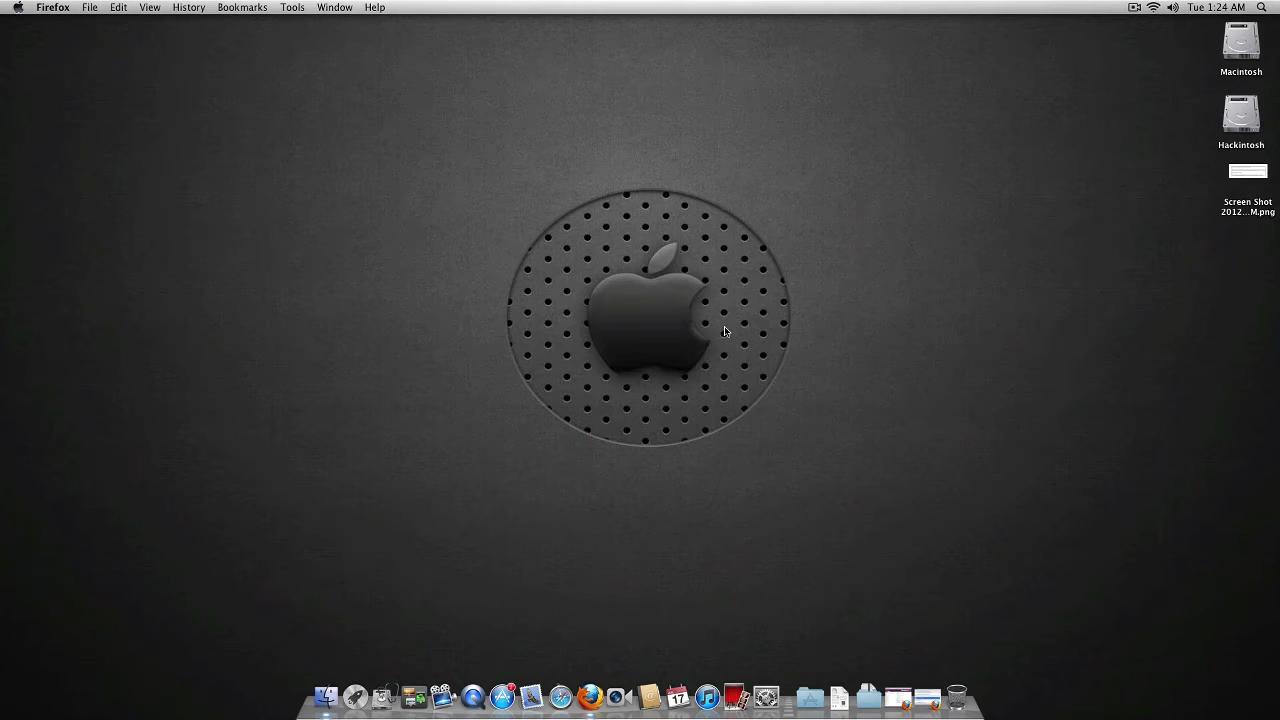 Firefox File Edit View History Bookmarks Tools Window Help Tue 1:24 AM
Macintosh
Hackintosh
Screen Shot
2012...M.png
17